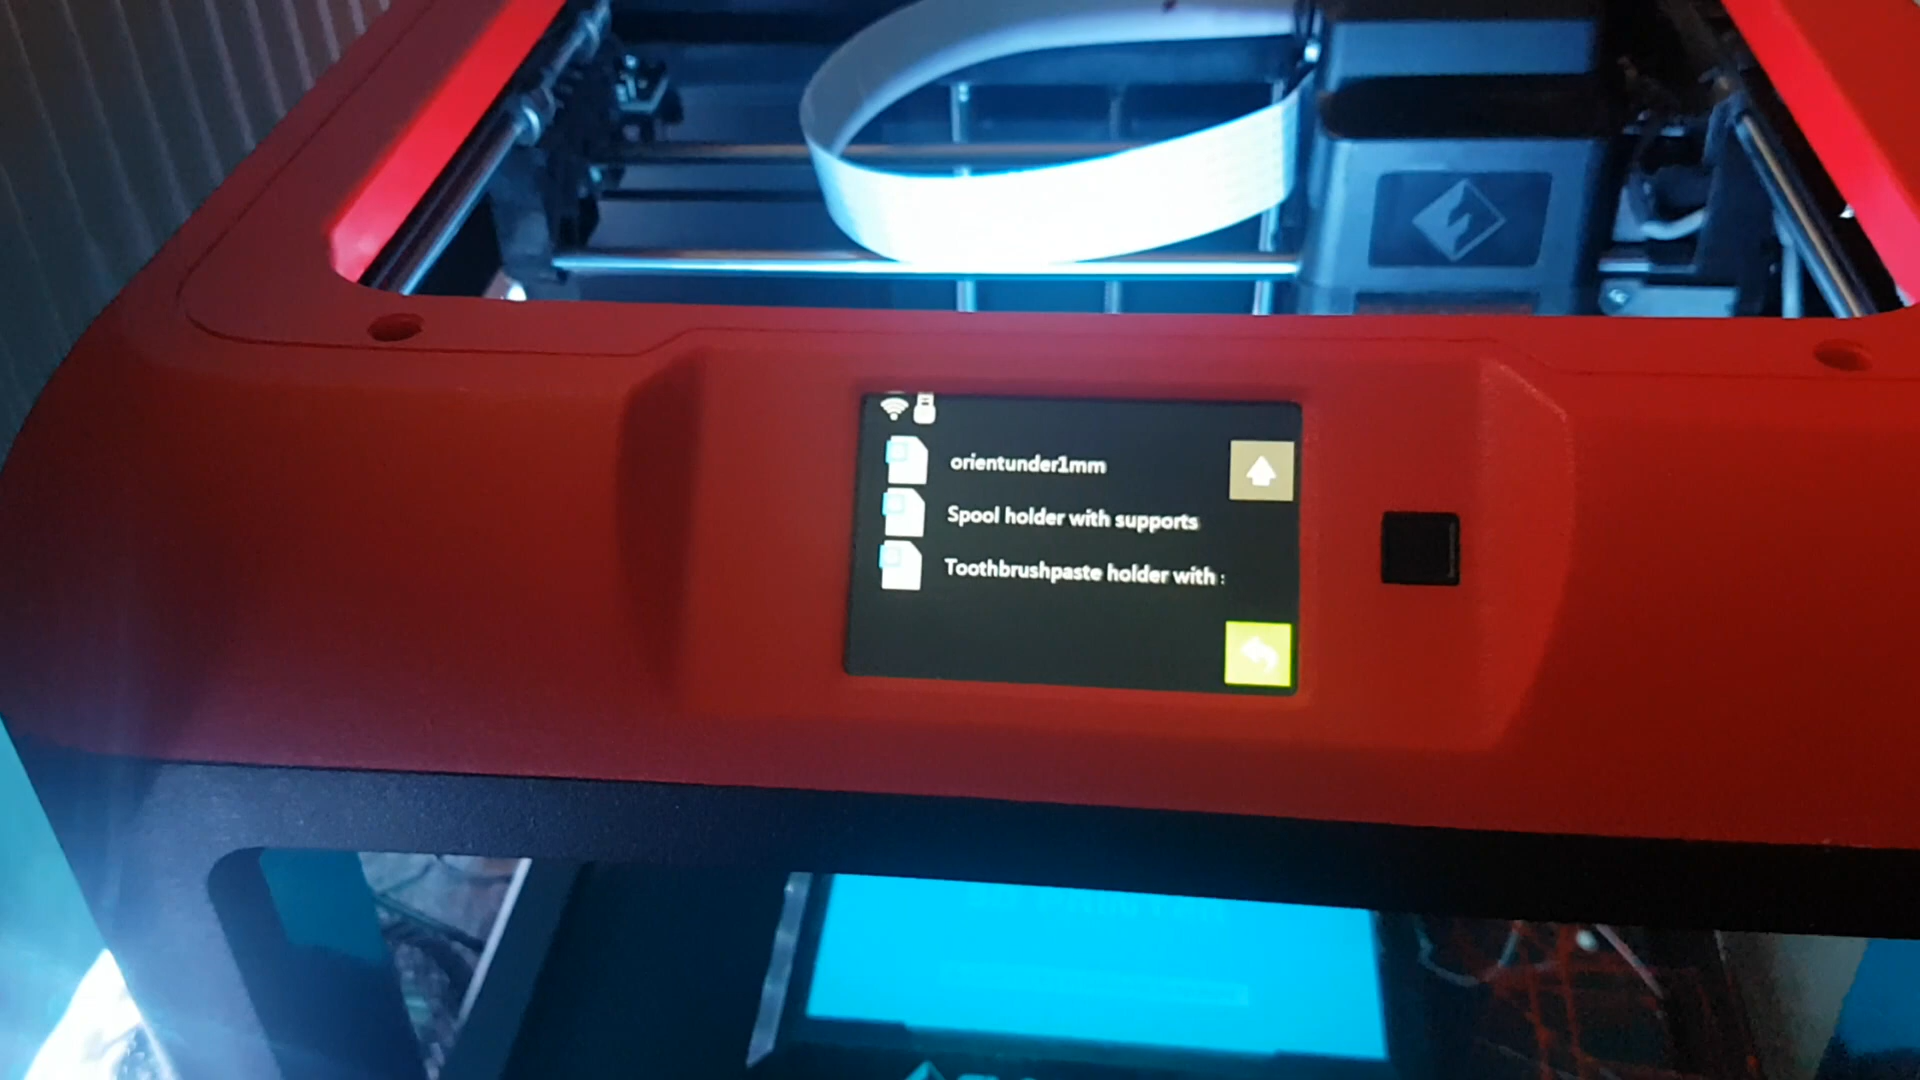 orientunder1mm
Spool holder with supports
Toothbrushpaste holder with :